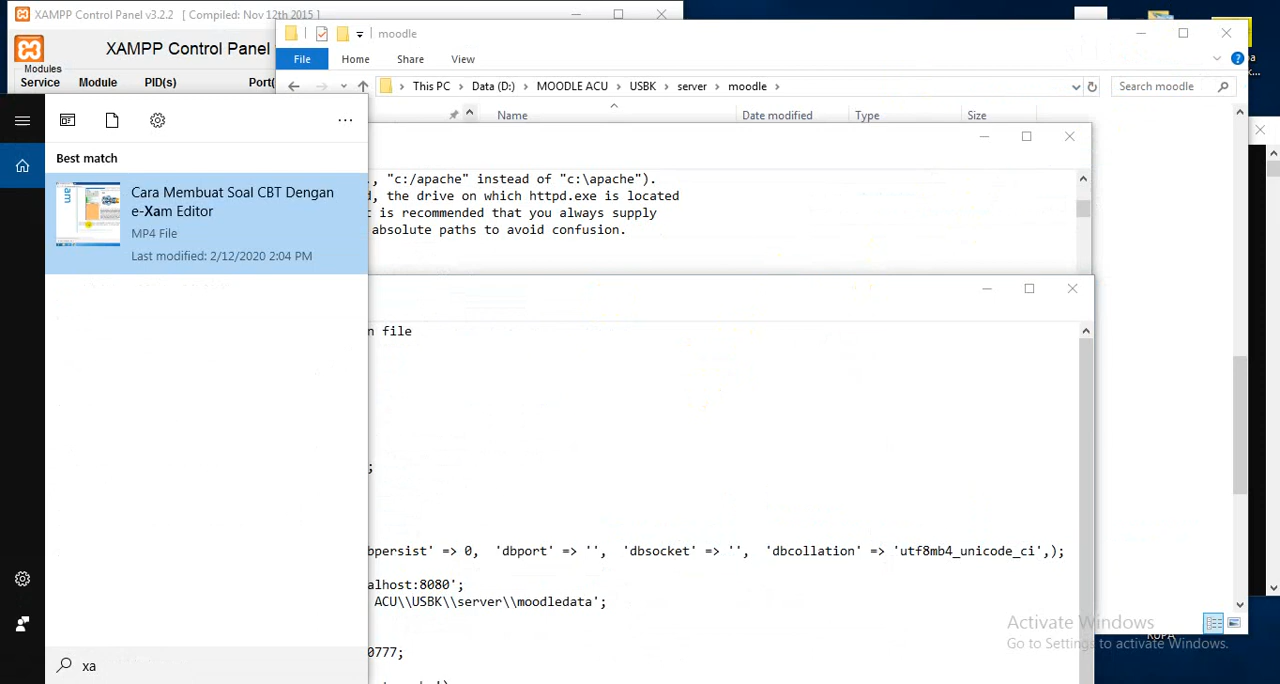 XAMPP Control Panel v3.2.2 [ Compiled: Nov 12th 2015 ]
XAMPP Control Panel
Modules
Service Module PID(s) Port(
moodle
File Home Share View
This PC > Data (D:) > MOODLE ACU > USBK > server > moodle >
Search moodle
Name Date modified Type Size
Best match
Cara Membuat Soal CBT Dengan
e-Xam Editor
MP4 File
Last modified: 2/12/2020 2:04 PM
, "c:/apache" instead of "c:\apache").
d, the drive on which httpd.exe is located
t is recommended that you always supply
absolute paths to avoid confusion.
n file
;
bpersist' => 0, 'dbport' => '', 'dbsocket' => '', 'dbcollation' => 'utf8mb4_unicode_ci',);
alhost:8080';
ACU\\USBK\\server\\moodledata';
0777;
Activate Windows
Go to Settings to activate Windows.
xa